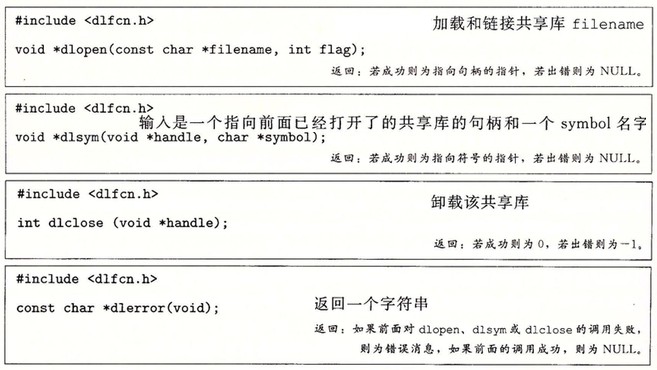 #include <dlfcn.h>
加载和链接共享库 filename
void *dlopen(const char *filename, int flag);
返回：若成功则为指向句柄的指针，若出错则为 NULL。
#include <dlfcn.h>
输入是一个指向前面已经打开了的共享库的句柄和一个 symbol 名字
void *dlsym(void *handle, char *symbol);
返回：若成功则为指向符号的指针，若出错则为 NULL。
#include <dlfcn.h>
卸载该共享库
int dlclose (void *handle);
返回：若成功则为 0，若出错则为－1。
#include <dlfcn.h>
const char *dlerror(void);
返回一个字符串
返回：如果前面对 dlopen、dlsym 或 dlclose 的调用失败，
则为错误消息，如果前面的调用成功，则为 NULL。